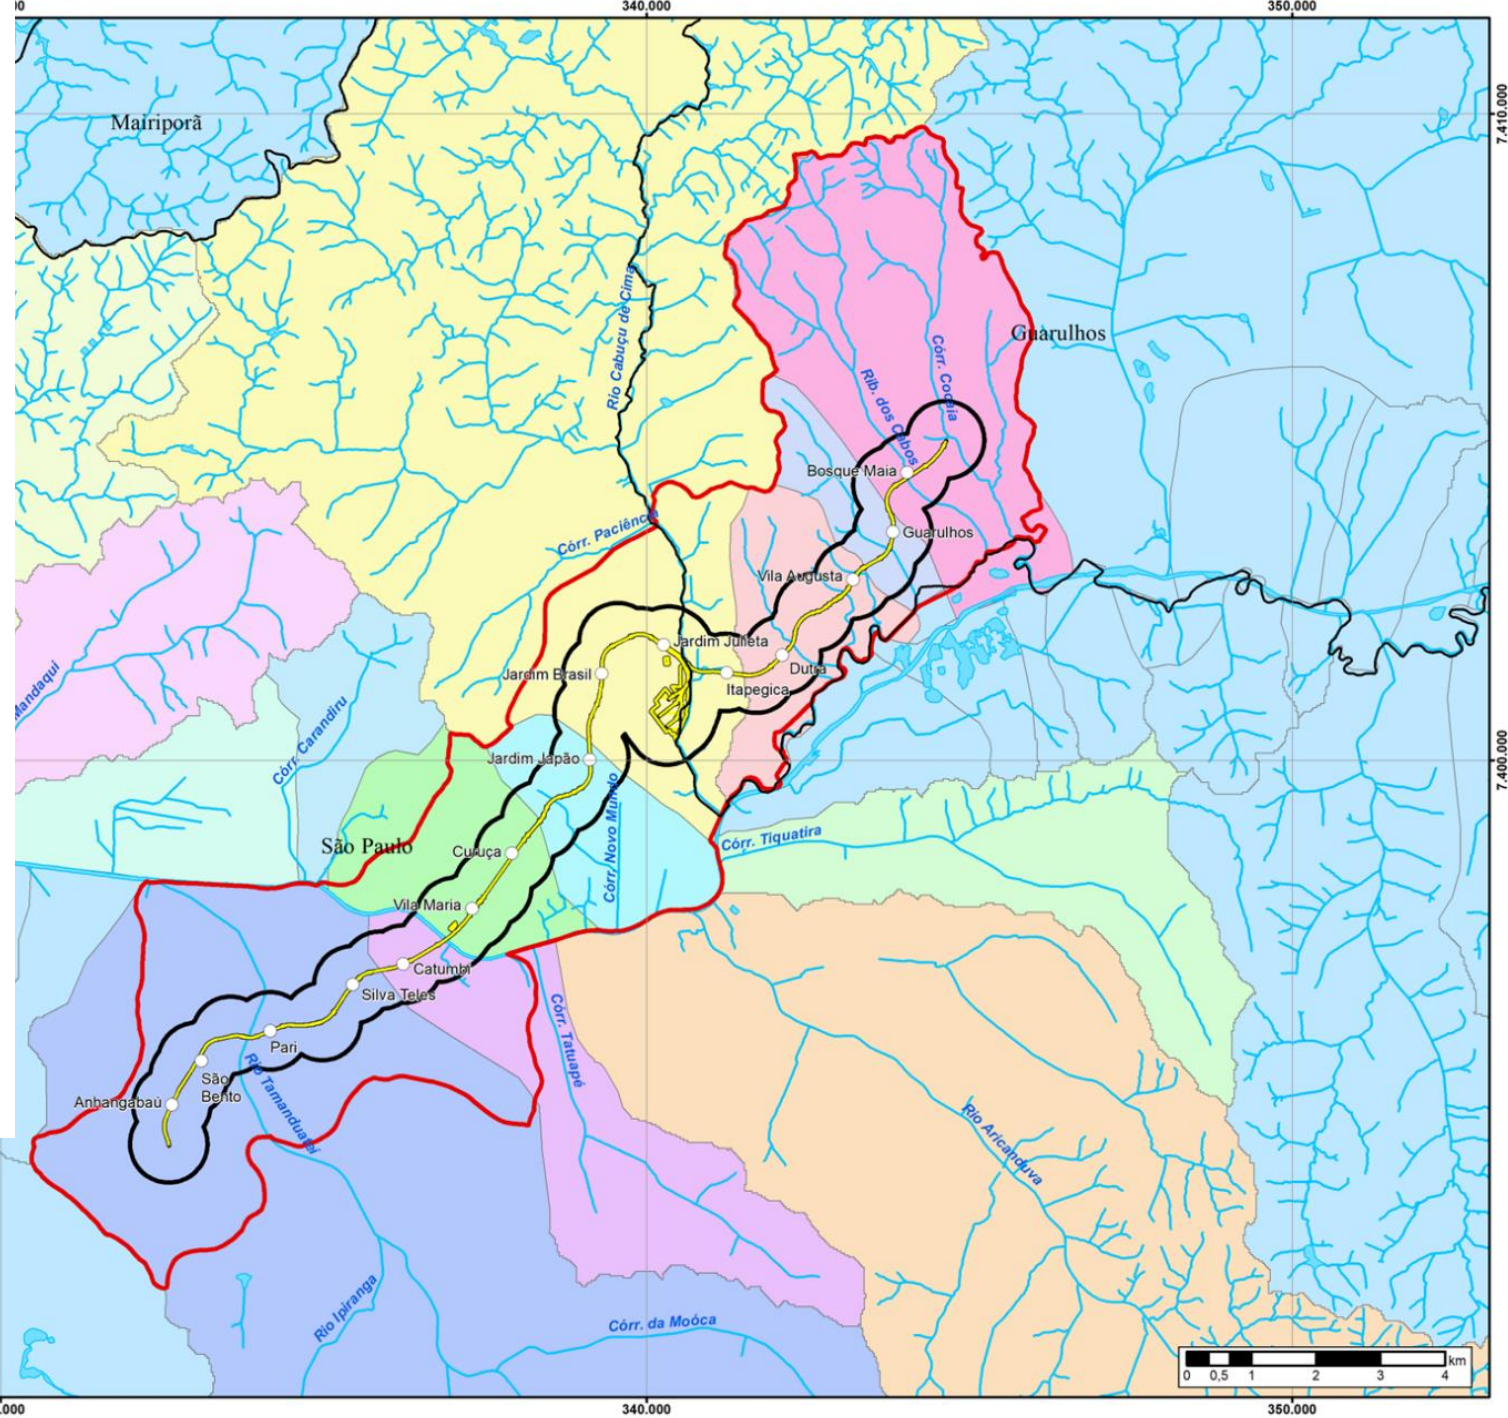 00
340.000
350.000
Mairiporã
7.410.000
Rio Cabuçu de Cima
Guarulhos
Córr. Cocaia
Rib. dos Cabos
Bosque Maia
Córr. Paciência
Guarulhos
Vila Augusta
Jardim Julieta
Mandaqui
Jardim Brasil
Dutra
Itapegica
Córr. Carandiru
Jardim Japão
7.400.000
Córr. Novo Mundo
São Paulo
Curuça
Córr. Tiquatira
Vila Maria
Catumbi
Silva Teles
Córr. Tatuapé
Pari
Rio Tamanduateí
São
Bento
Anhangabaú
Rio Aricanduva
Rio Ipiranga
Córr. da Moóca
km
0 0,5 1 2 3 4
.000
340.000
350.000